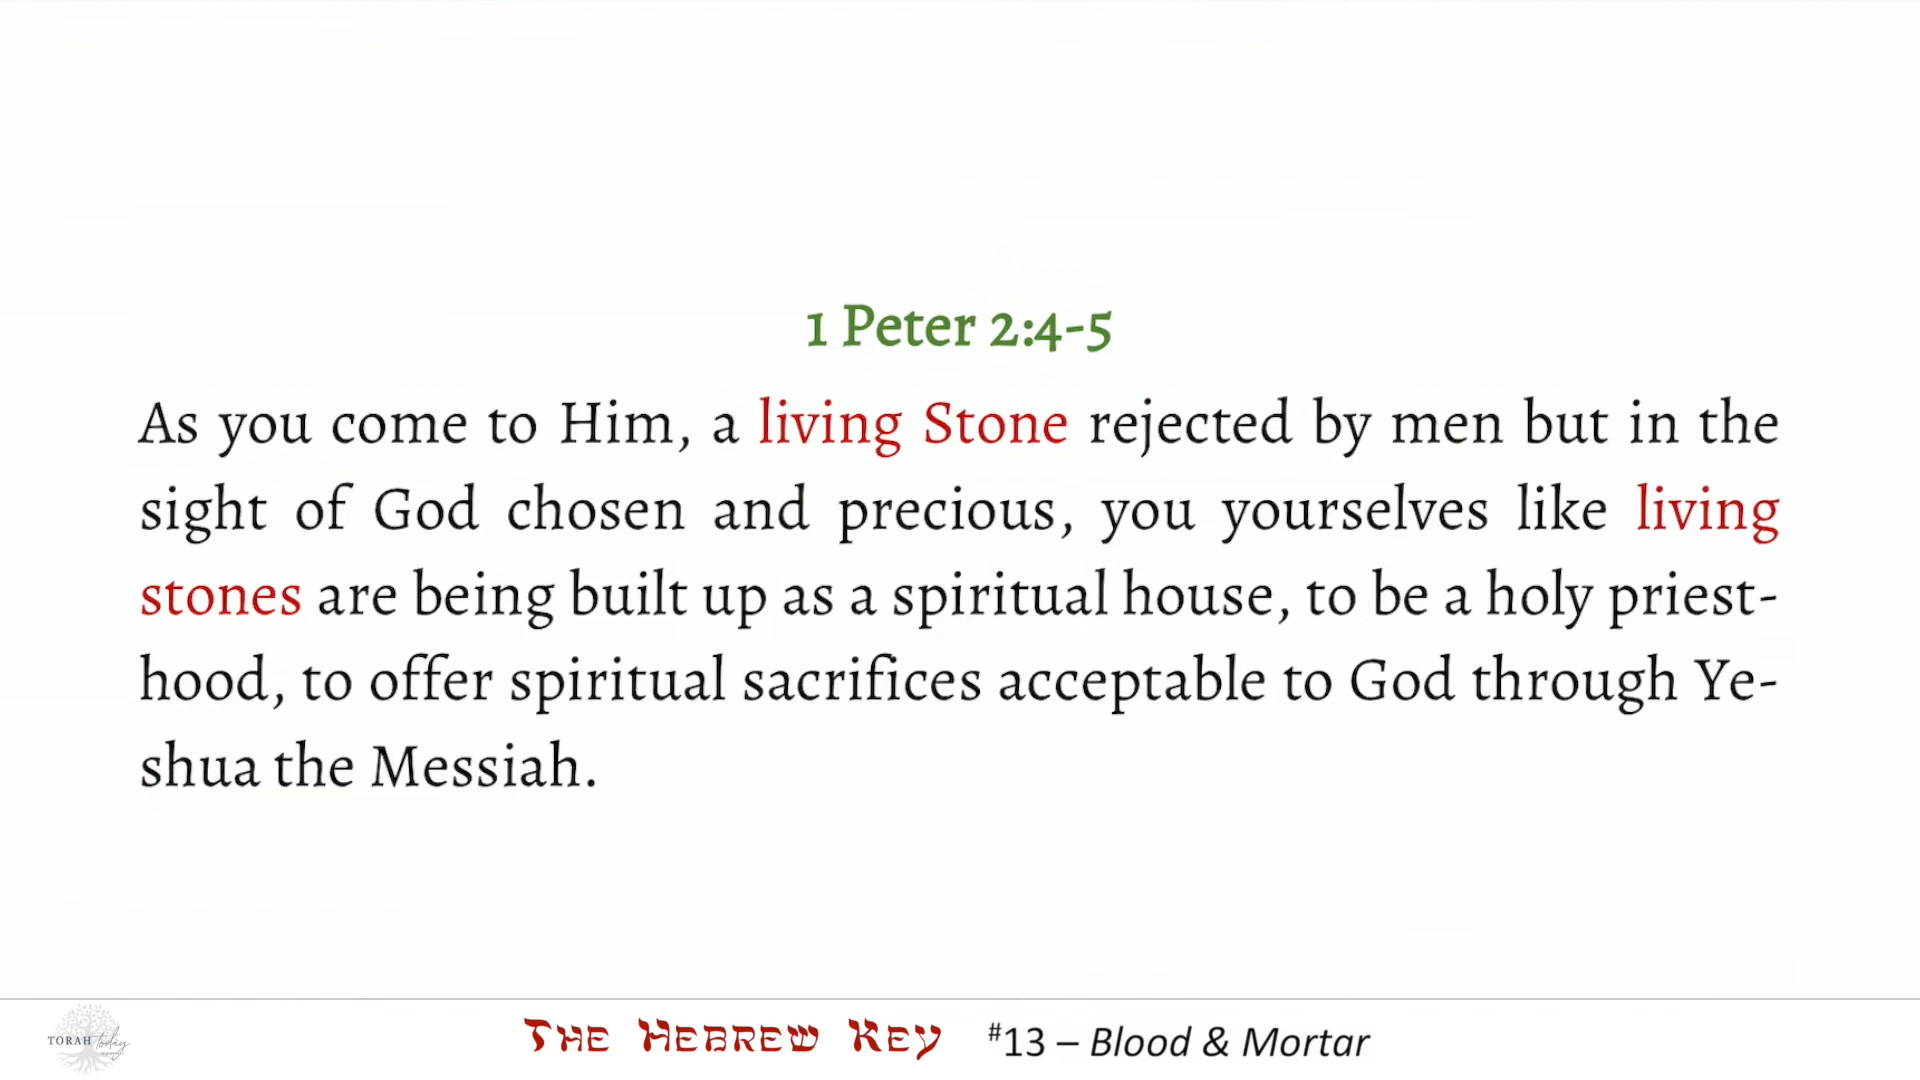 1 Peter 2:4-5
As you come to Him, a living Stone rejected by men but in the
sight of God chosen and precious, you yourselves like living
stones are being built up as a spiritual house, to be a holy priest-
hood, to offer spiritual sacrifices acceptable to God through Ye-
shua the Messiah.
TORAH today
The Hebrew Key #13 – Blood & Mortar